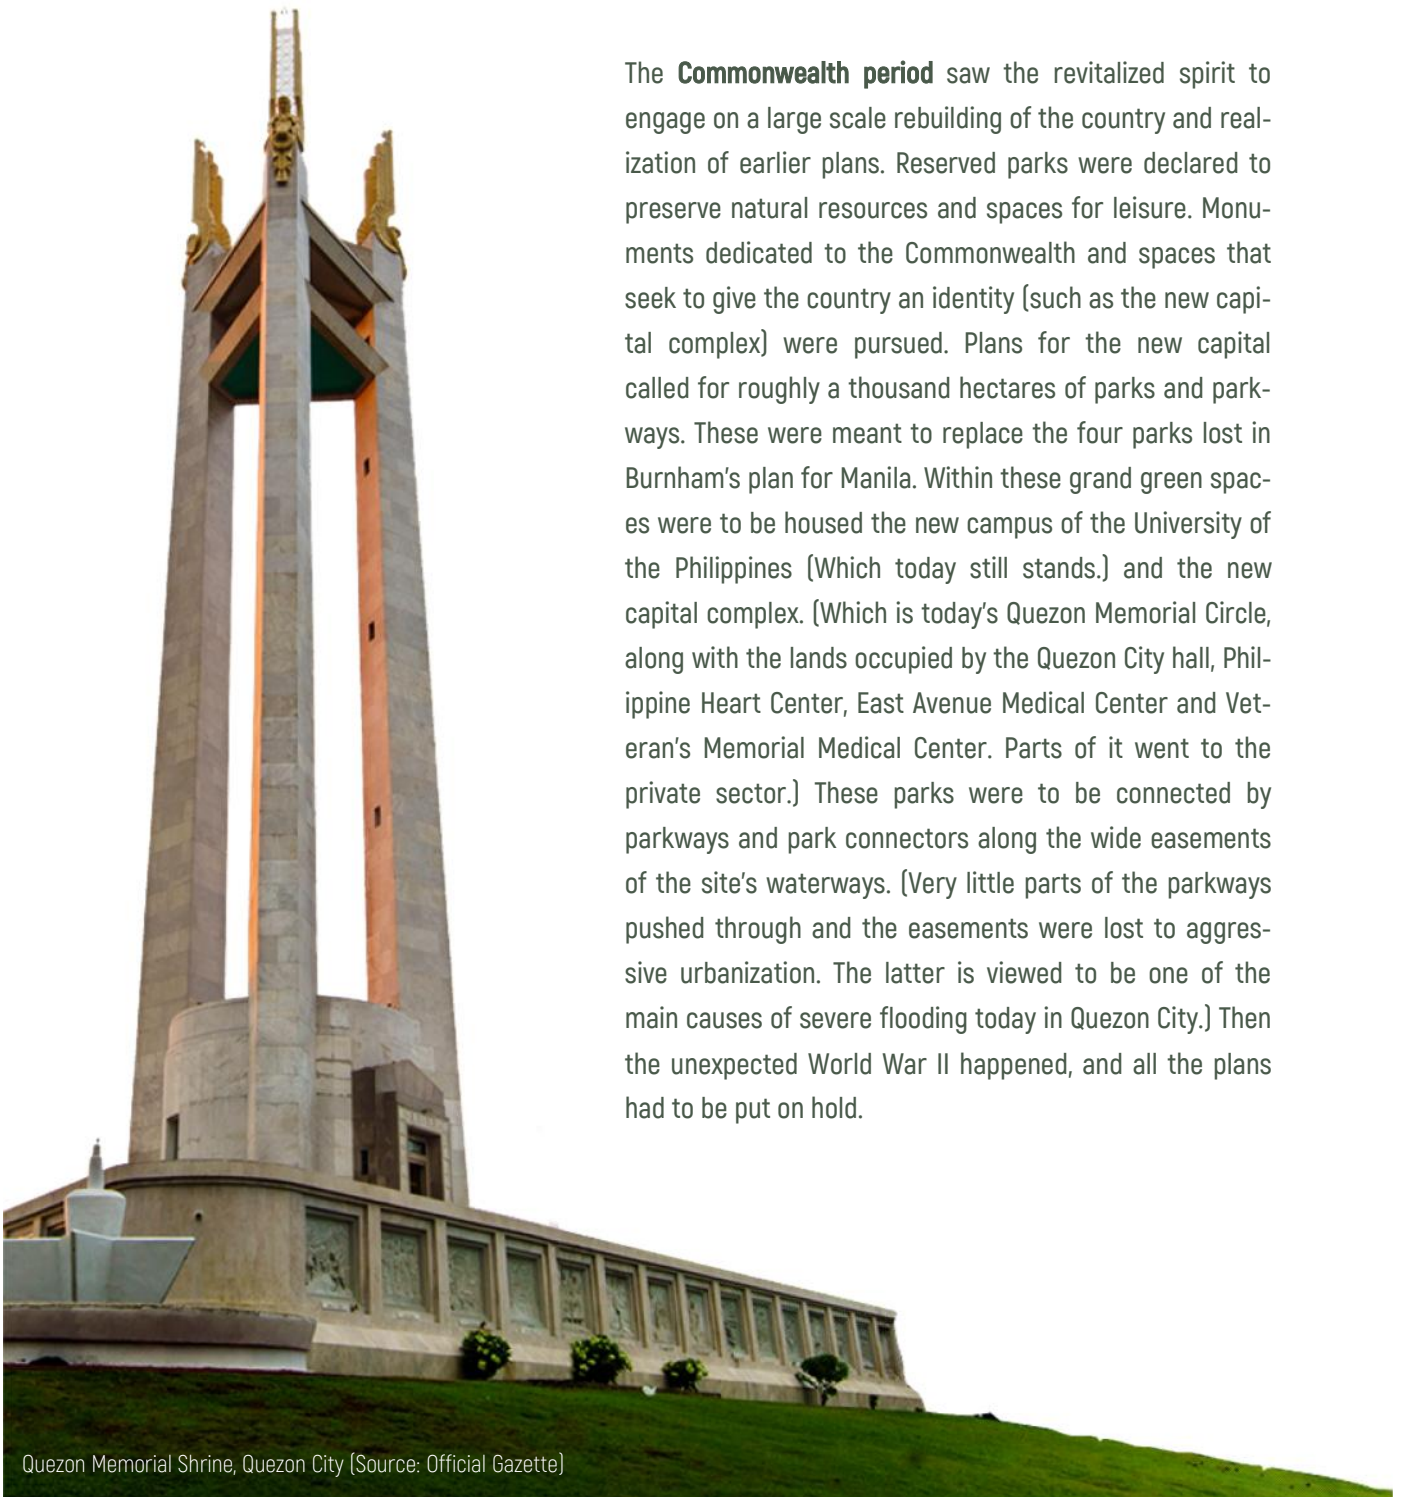 The Commonwealth period saw the revitalized spirit to
engage on a large scale rebuilding of the country and real-
ization of earlier plans. Reserved parks were declared to
preserve natural resources and spaces for leisure. Monu-
ments dedicated to the Commonwealth and spaces that
seek to give the country an identity (such as the new capi-
tal complex) were pursued. Plans for the new capital
called for roughly a thousand hectares of parks and park-
ways. These were meant to replace the four parks lost in
Burnham's plan for Manila. Within these grand green spac-
es were to be housed the new campus of the University of
the Philippines (Which today still stands.) and the new
capital complex. (Which is today's Quezon Memorial Circle,
along with the lands occupied by the Quezon City hall, Phil-
ippine Heart Center, East Avenue Medical Center and Vet-
eran's Memorial Medical Center. Parts of it went to the
private sector.) These parks were to be connected by
parkways and park connectors along the wide easements
of the site's waterways. (Very little parts of the parkways
pushed through and the easements were lost to aggres-
sive urbanization. The latter is viewed to be one of the
main causes of severe flooding today in Quezon City.) Then
the unexpected World War II happened, and all the plans
had to be put on hold.
Quezon Memorial Shrine, Quezon City (Source: Official Gazette)